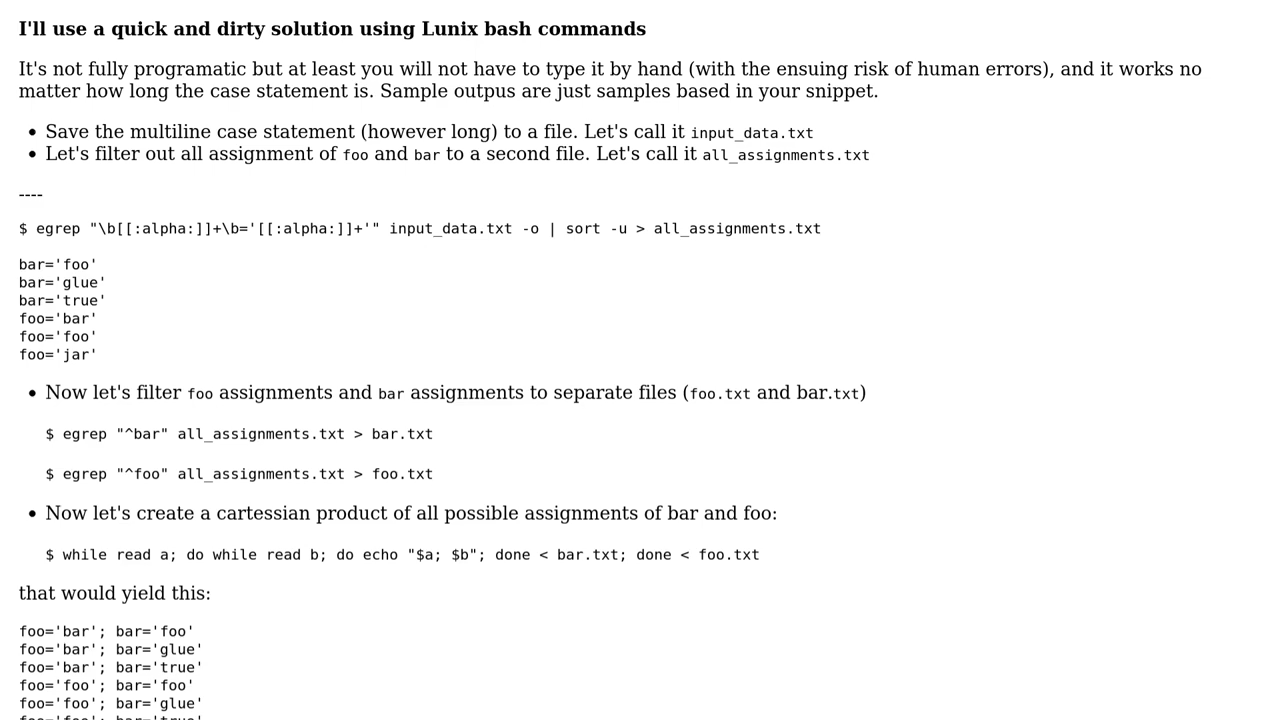 I'll use a quick and dirty solution using Lunix bash commands
It's not fully programatic but at least you will not have to type it by hand (with the ensuing risk of human errors), and it works no
matter how long the case statement is. Sample outpus are just samples based in your snippet.
• Save the multiline case statement (however long) to a file. Let's call it input_data.txt
• Let's filter out all assignment of foo and bar to a second file. Let's call it all_assignments.txt
----
$ egrep "\b[[:alpha:]]+\b='[[:alpha:]]+'" input_data.txt -o | sort -u > all_assignments.txt
bar='foo'
bar='glue'
bar='true'
foo='bar'
foo='foo'
foo='jar'
• Now let's filter foo assignments and bar assignments to separate files (foo.txt and bar.txt)
$ egrep "^bar" all_assignments.txt > bar.txt
$ egrep "^foo" all_assignments.txt > foo.txt
• Now let's create a cartessian product of all possible assignments of bar and foo:
$ while read a; do while read b; do echo "$a; $b"; done < bar.txt; done < foo.txt
that would yield this:
foo='bar'; bar='foo'
foo='bar'; bar='glue'
foo='bar'; bar='true'
foo='foo'; bar='foo'
foo='foo'; bar='glue'
foo='foo'; bar='true'